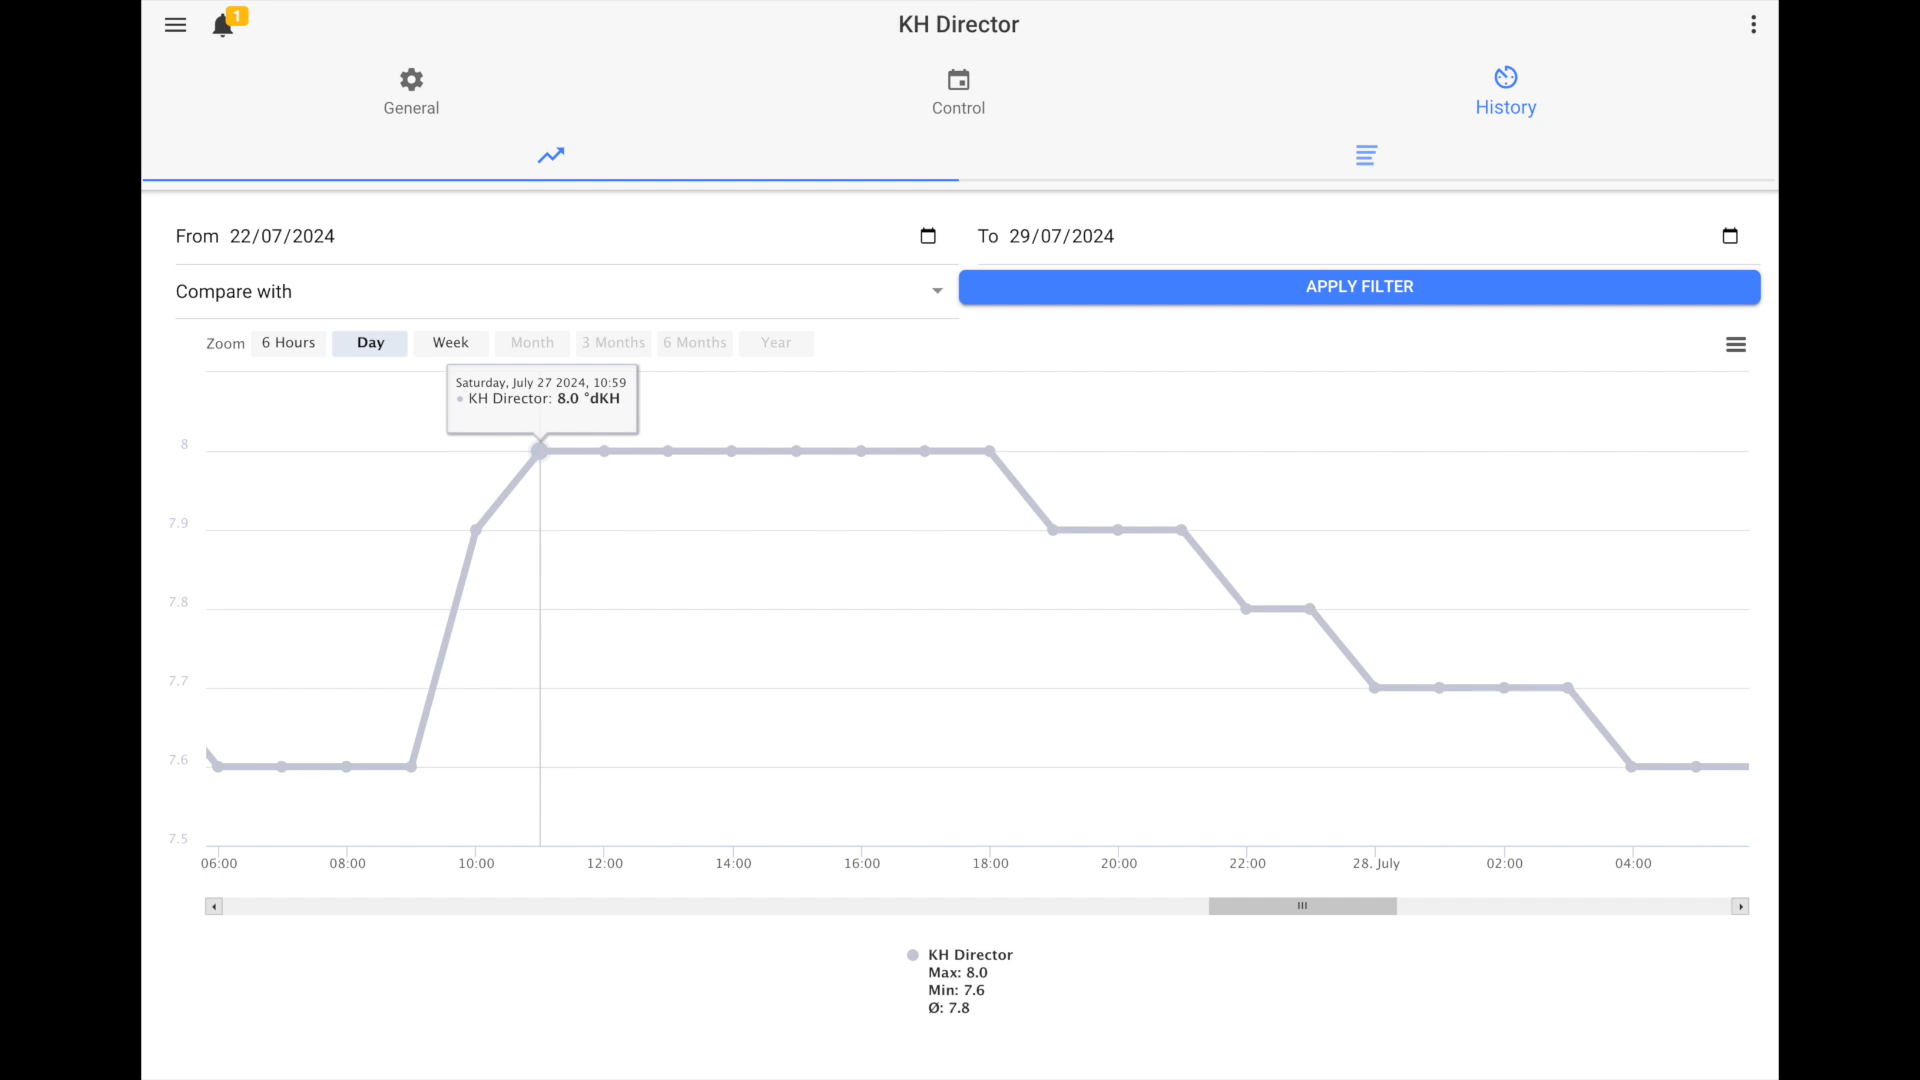 1
KH Director
General
Control
History
From 22/07/2024
To 29/07/2024
Compare with
APPLY FILTER
Zoom 6 Hours Day Week Month 3 Months 6 Months Year
Saturday, July 27 2024, 10:59
KH Director: 8.0 °dKH
8
7.9
7.8
7.7
7.6
7.5
06:00 08:00 10:00 12:00 14:00 16:00 18:00 20:00 22:00 28. July 02:00 04:00
KH Director
Max: 8.0
Min: 7.6
Ø: 7.8